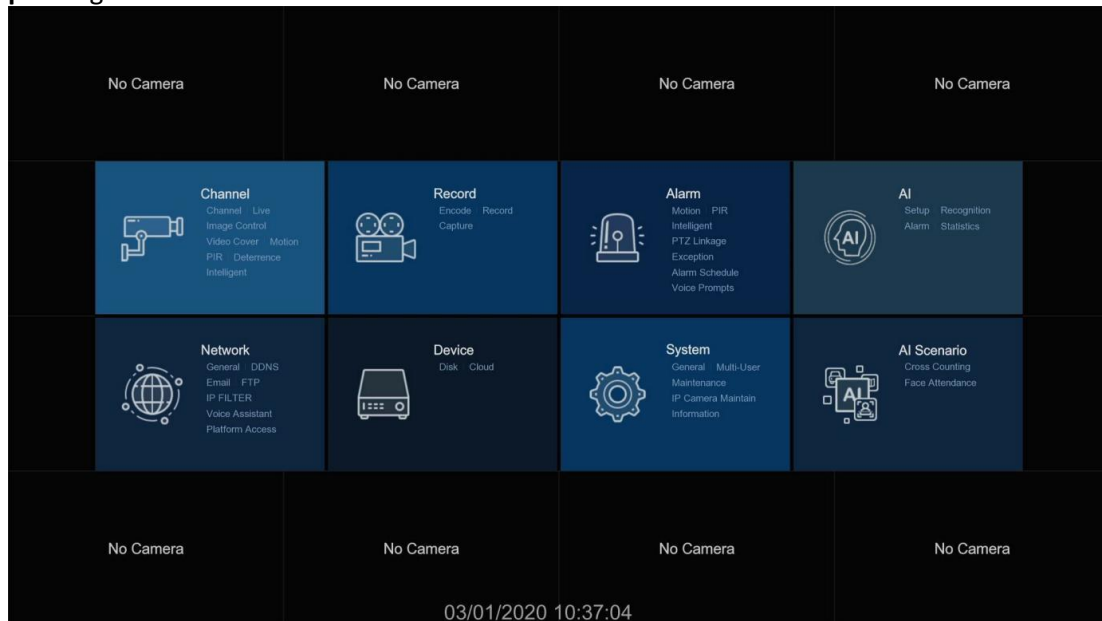 No Camera No Camera No Camera No Camera
Channel
Channel Live
Image Control
Video Cover Motion
PIR Deterrence
Intelligent
Record
Encode Record
Capture
Alarm
Motion PIR
Intelligent
PTZ Linkage
Exception
Alarm Schedule
Voice Prompts
AI
Setup Recognition
Alarm Statistics
AI
Network
General DDNS
Email FTP
IP FILTER
Voice Assistant
Platform Access
Device
Disk Cloud
System
General Multi-User
Maintenance
IP Camera Maintain
Information
AI Scenario
Cross Counting
Face Attendance
AI
No Camera No Camera No Camera No Camera
03/01/2020 10:37:04